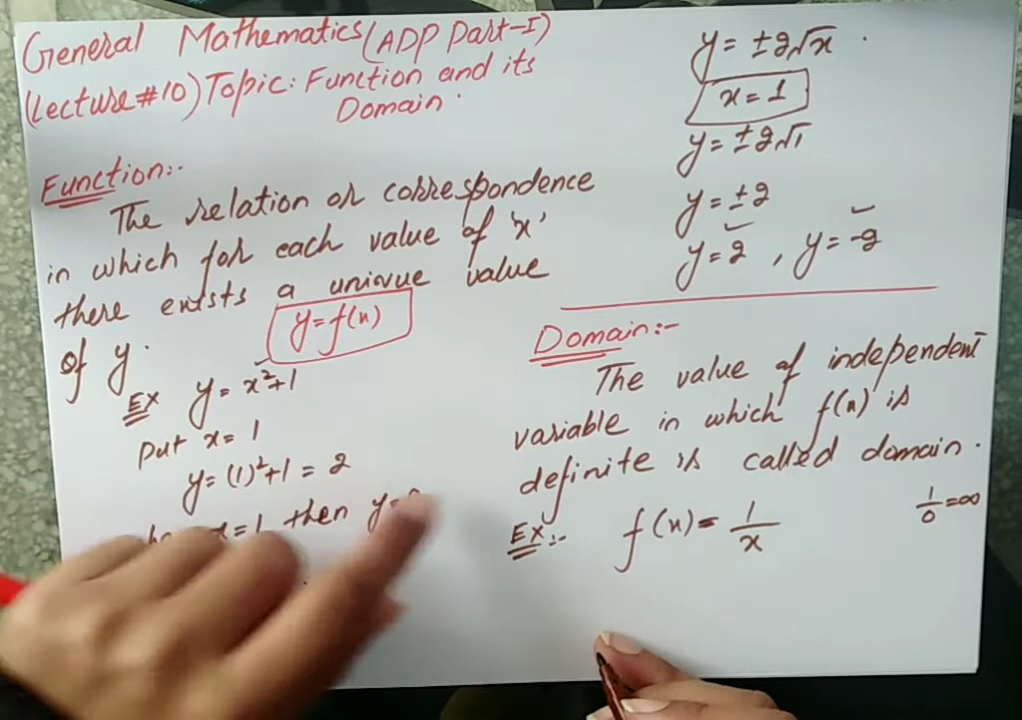 General Mathematics (ADP Part-I)
(Lecture #10) Topic: Function and its
Domain.
Function:-
The relation or correspondence
in which for each value of 'x'
there exists a univue value
of y.
y=f(x)
Ex y = x²+1
put x = 1
y = (1)²+1 = 2
x=1 then y=
y = ±2√x .
x = 1
y = ±2√1
y = ±2
y = 2 , y = -2
Domain:-
The value of independent
variable in which f(x) is
definite is called domain.
Ex:- f(x) = 1/x
1/0 = ∞